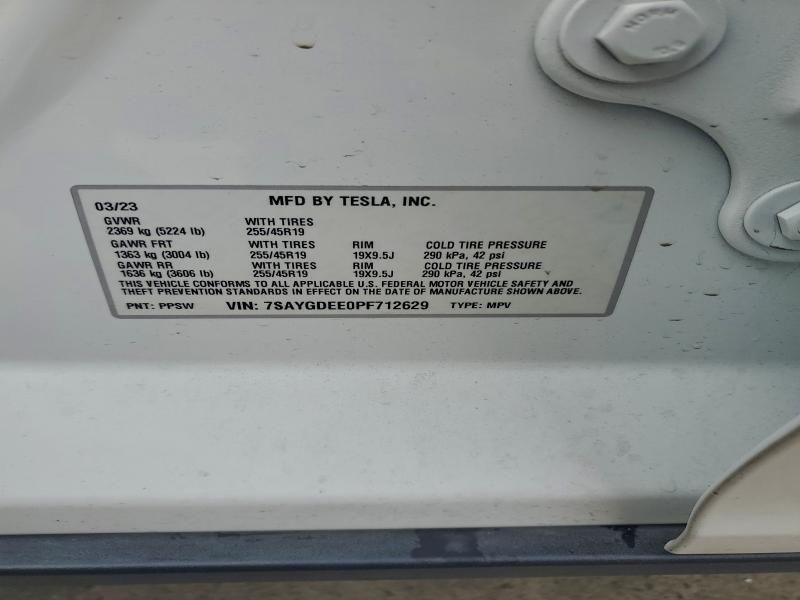 03/23 MFD BY TESLA, INC.
GVWR WITH TIRES
2369 kg (5224 lb) 255/45R19
GAWR FRT WITH TIRES RIM COLD TIRE PRESSURE
1363 kg (3004 lb) 255/45R19 19X9.5J 290 kPa, 42 psi
GAWR RR WITH TIRES RIM COLD TIRE PRESSURE
1636 kg (3606 lb) 255/45R19 19X9.5J 290 kPa, 42 psi
THIS VEHICLE CONFORMS TO ALL APPLICABLE U.S. FEDERAL MOTOR VEHICLE SAFETY AND
THEFT PREVENTION STANDARDS IN EFFECT ON THE DATE OF MANUFACTURE SHOWN ABOVE.
PNT: PPSW VIN: 7SAYGDEE0PF712629 TYPE: MPV